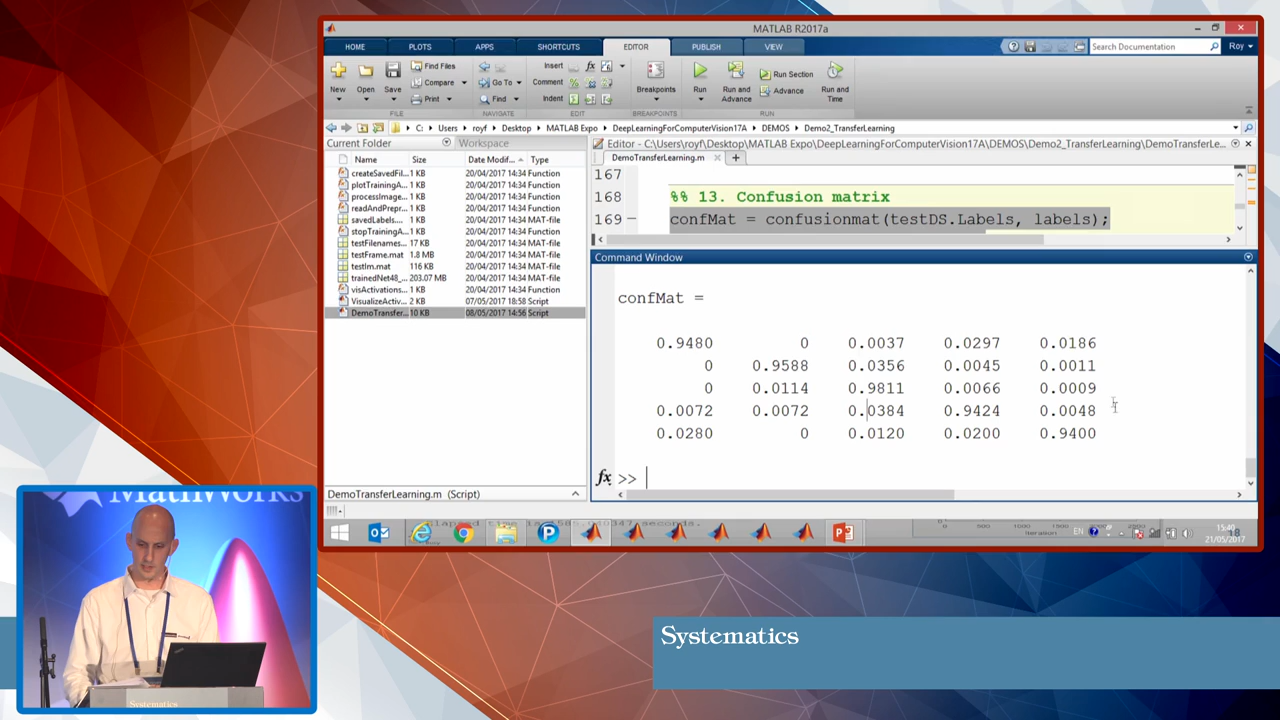 MATLAB R2017a
HOME PLOTS APPS SHORTCUTS EDITOR PUBLISH VIEW Search Documentation Roy
New Open Save Find Files Compare Print Insert Comment Indent Go To Find Breakpoints Run Run and Advance Run Section Advance Run and Time
FILE NAVIGATE EDIT BREAKPOINTS RUN
C: Users royf Desktop MATLAB Expo DeepLearningForComputerVision17A DEMOS Demo2_TransferLearning
Current Folder Workspace
Editor - C:\Users\royf\Desktop\MATLAB Expo\DeepLearningForComputerVision17A\DEMOS\Demo2_TransferLearning\DemoTransferLe...
DemoTransferLearning.m
Name Size Date Modif... Type
createSavedFil... 1 KB 20/04/2017 14:34 Function
plotTrainingA... 1 KB 20/04/2017 14:34 Function
processImage... 1 KB 20/04/2017 14:34 Function
readAndPrepr... 1 KB 20/04/2017 14:34 Function
savedLabels.... 1 KB 20/04/2017 14:34 MAT-file
stopTrainingA... 1 KB 20/04/2017 14:34 Function
testFilenames... 17 KB 20/04/2017 14:34 MAT-file
testFrame.mat 1.8 MB 20/04/2017 14:34 MAT-file
testIm.mat 116 KB 20/04/2017 14:34 MAT-file
trainedNet48_... 203.07 MB 20/04/2017 14:34 MAT-file
visActivations... 1 KB 20/04/2017 14:34 Function
VisualizeActiv... 2 KB 07/05/2017 18:58 Script
DemoTransfer... 10 KB 08/05/2017 14:56 Script
167
168 %% 13. Confusion matrix
169 confMat = confusionmat(testDS.Labels, labels);
Command Window
confMat =
0.9480 0 0.0037 0.0297 0.0186
0 0.9588 0.0356 0.0045 0.0011
0 0.0114 0.9811 0.0066 0.0009
0.0072 0.0072 0.0384 0.9424 0.0048
0.0280 0 0.0120 0.0200 0.9400
fx >>
DemoTransferLearning.m (Script)
EN 15:40
21/05/2017
MathWorks
Systematics
Systematics